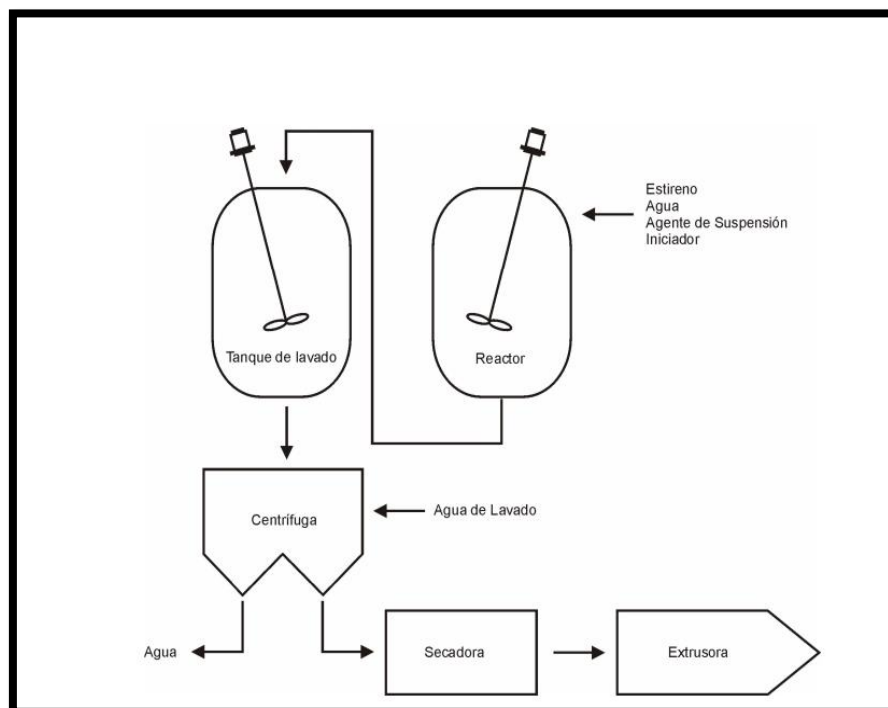 Estireno
Agua
Agente de Suspensión
Iniciador
Tanque de lavado
Reactor
Centrífuga
Agua de Lavado
Agua
Secadora
Extrusora